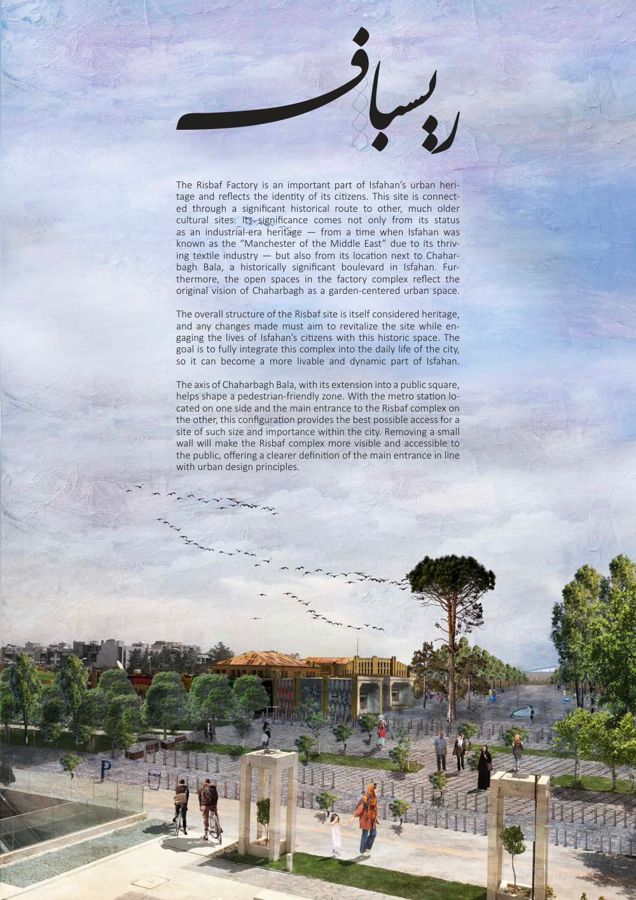 ریسباف
The Risbaf Factory is an important part of Isfahan's urban heri-
tage and reflects the identity of its citizens. This site is connect-
ed through a significant historical route to other, much older
cultural sites. Its significance comes not only from its status
as an industrial-era heritage — from a time when Isfahan was
known as the “Manchester of the Middle East” due to its thriv-
ing textile industry — but also from its location next to Chahar-
bagh Bala, a historically significant boulevard in Isfahan. Fur-
thermore, the open spaces in the factory complex reflect the
original vision of Chaharbagh as a garden-centered urban space.
The overall structure of the Risbaf site is itself considered heritage,
and any changes made must aim to revitalize the site while en-
gaging the lives of Isfahan's citizens with this historic space. The
goal is to fully integrate this complex into the daily life of the city,
so it can become a more livable and dynamic part of Isfahan.
The axis of Chaharbagh Bala, with its extension into a public square,
helps shape a pedestrian-friendly zone. With the metro station lo-
cated on one side and the main entrance to the Risbaf complex on
the other, this configuration provides the best possible access for a
site of such size and importance within the city. Removing a small
wall will make the Risbaf complex more visible and accessible to
the public, offering a clearer definition of the main entrance in line
with urban design principles.
P